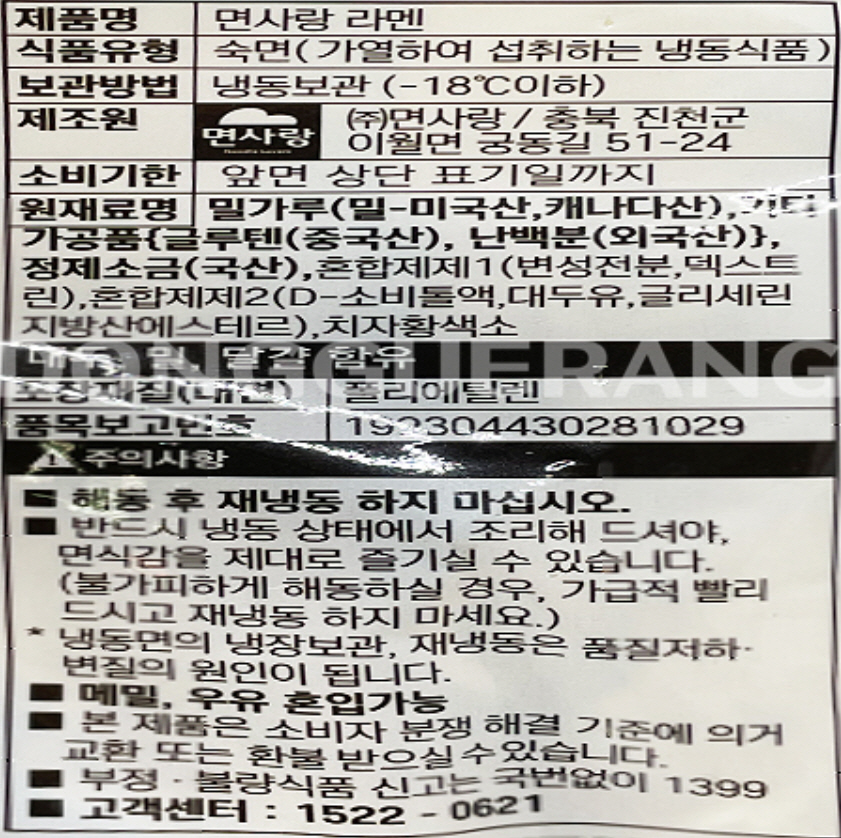 제품명 면사랑 라멘
식품유형 숙면(가열하여 섭취하는 냉동식품)
보관방법 냉동보관 (-18℃이하)
제조원 면사랑 (주)면사랑 / 충북 진천군
이월면 궁동길 51-24
소비기한 앞면 상단 표기일까지
원재료명 밀가루(밀-미국산,캐나다산),기타
가공품{글루텐(중국산), 난백분(외국산)},
정제소금(국산),혼합제제1(변성전분,덱스트
린),혼합제제2(D-소비톨액,대두유,글리세린
지방산에스테르),치자황색소
대두, 밀, 달걀 함유
포장재질(내면) 폴리에틸렌
품목보고번호 1923044430281029
주의사항
■ 해동 후 재냉동 하지 마십시오.
■ 반드시 냉동 상태에서 조리해 드셔야,
면식감을 제대로 즐기실 수 있습니다.
(불가피하게 해동하실 경우, 가급적 빨리
드시고 재냉동 하지 마세요.)
* 냉동면의 냉장보관, 재냉동은 품질저하·
변질의 원인이 됩니다.
■ 메밀, 우유 혼입가능
■ 본 제품은 소비자 분쟁 해결 기준에 의거
교환 또는 환불 받으실수있습니다.
■ 부정 · 불량식품 신고는 국번없이 1399
■ 고객센터 : 1522 - 0621